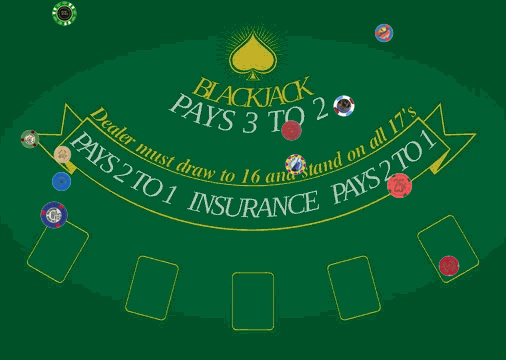 BLACKJACK
PAYS 3 TO 2
Dealer must draw to 16 and stand on all 17's
PAYS 2 TO 1 INSURANCE PAYS 2 TO 1